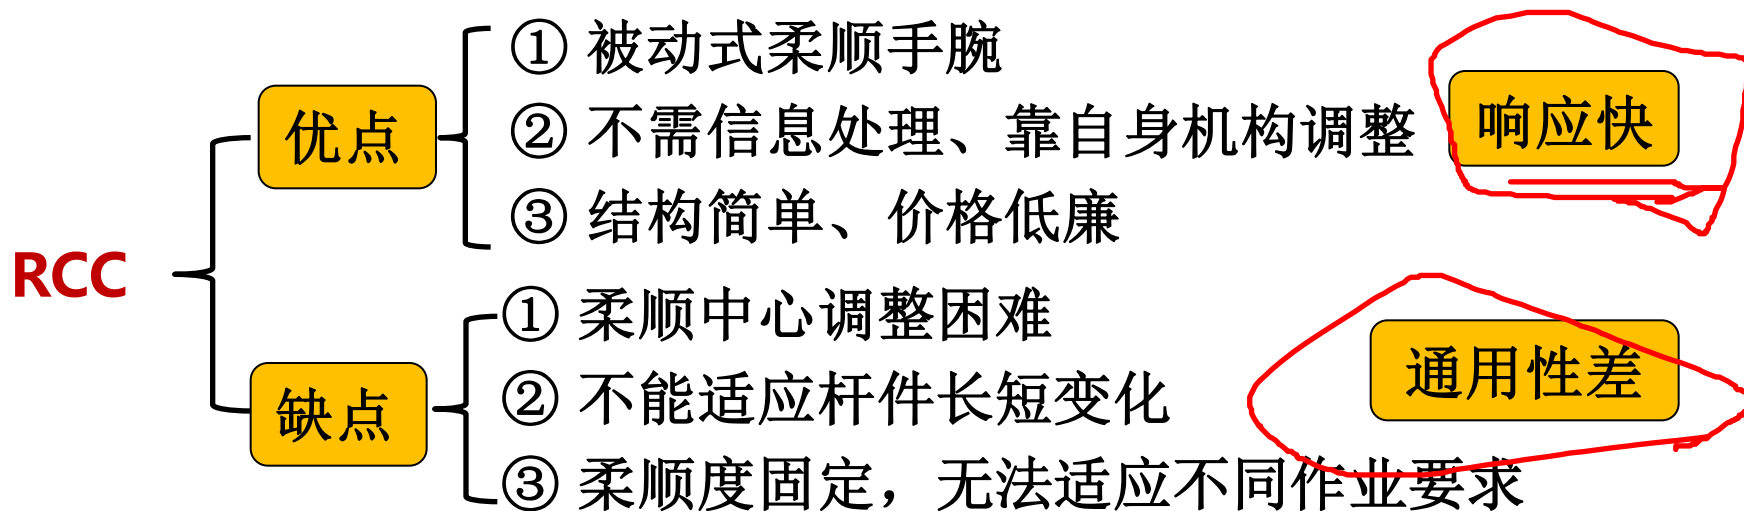 RCC
优点
① 被动式柔顺手腕
② 不需信息处理、靠自身机构调整
③ 结构简单、价格低廉
响应快
缺点
① 柔顺中心调整困难
② 不能适应杆件长短变化
③ 柔顺度固定，无法适应不同作业要求
通用性差